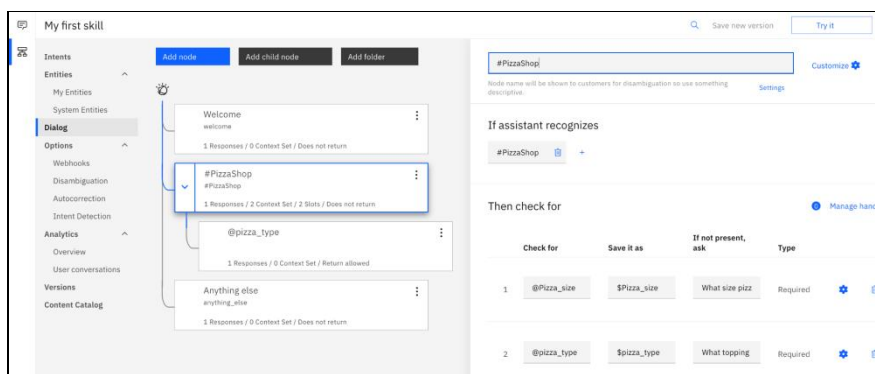 My first skill
Save new version
Try it
Intents
Entities
My Entities
System Entities
Dialog
Options
Webhooks
Disambiguation
Autocorrection
Intent Detection
Analytics
Overview
User conversations
Versions
Content Catalog
Add node
Add child node
Add folder
Welcome
welcome
1 Responses / 0 Context Set / Does not return
#PizzaShop
#PizzaShop
1 Responses / 2 Context Set / 2 Slots / Does not return
@pizza_type
1 Responses / 0 Context Set / Return allowed
Anything else
anything_else
1 Responses / 0 Context Set / Does not return
#PizzaShop
Customize
Node name will be shown to customers for disambiguation so use something
descriptive.
Settings
If assistant recognizes
#PizzaShop
Then check for
0 Manage hand
Check for
Save it as
If not present,
ask
Type
1 @Pizza_size $Pizza_size What size pizz Required
2 @pizza_type $pizza_type What topping Required